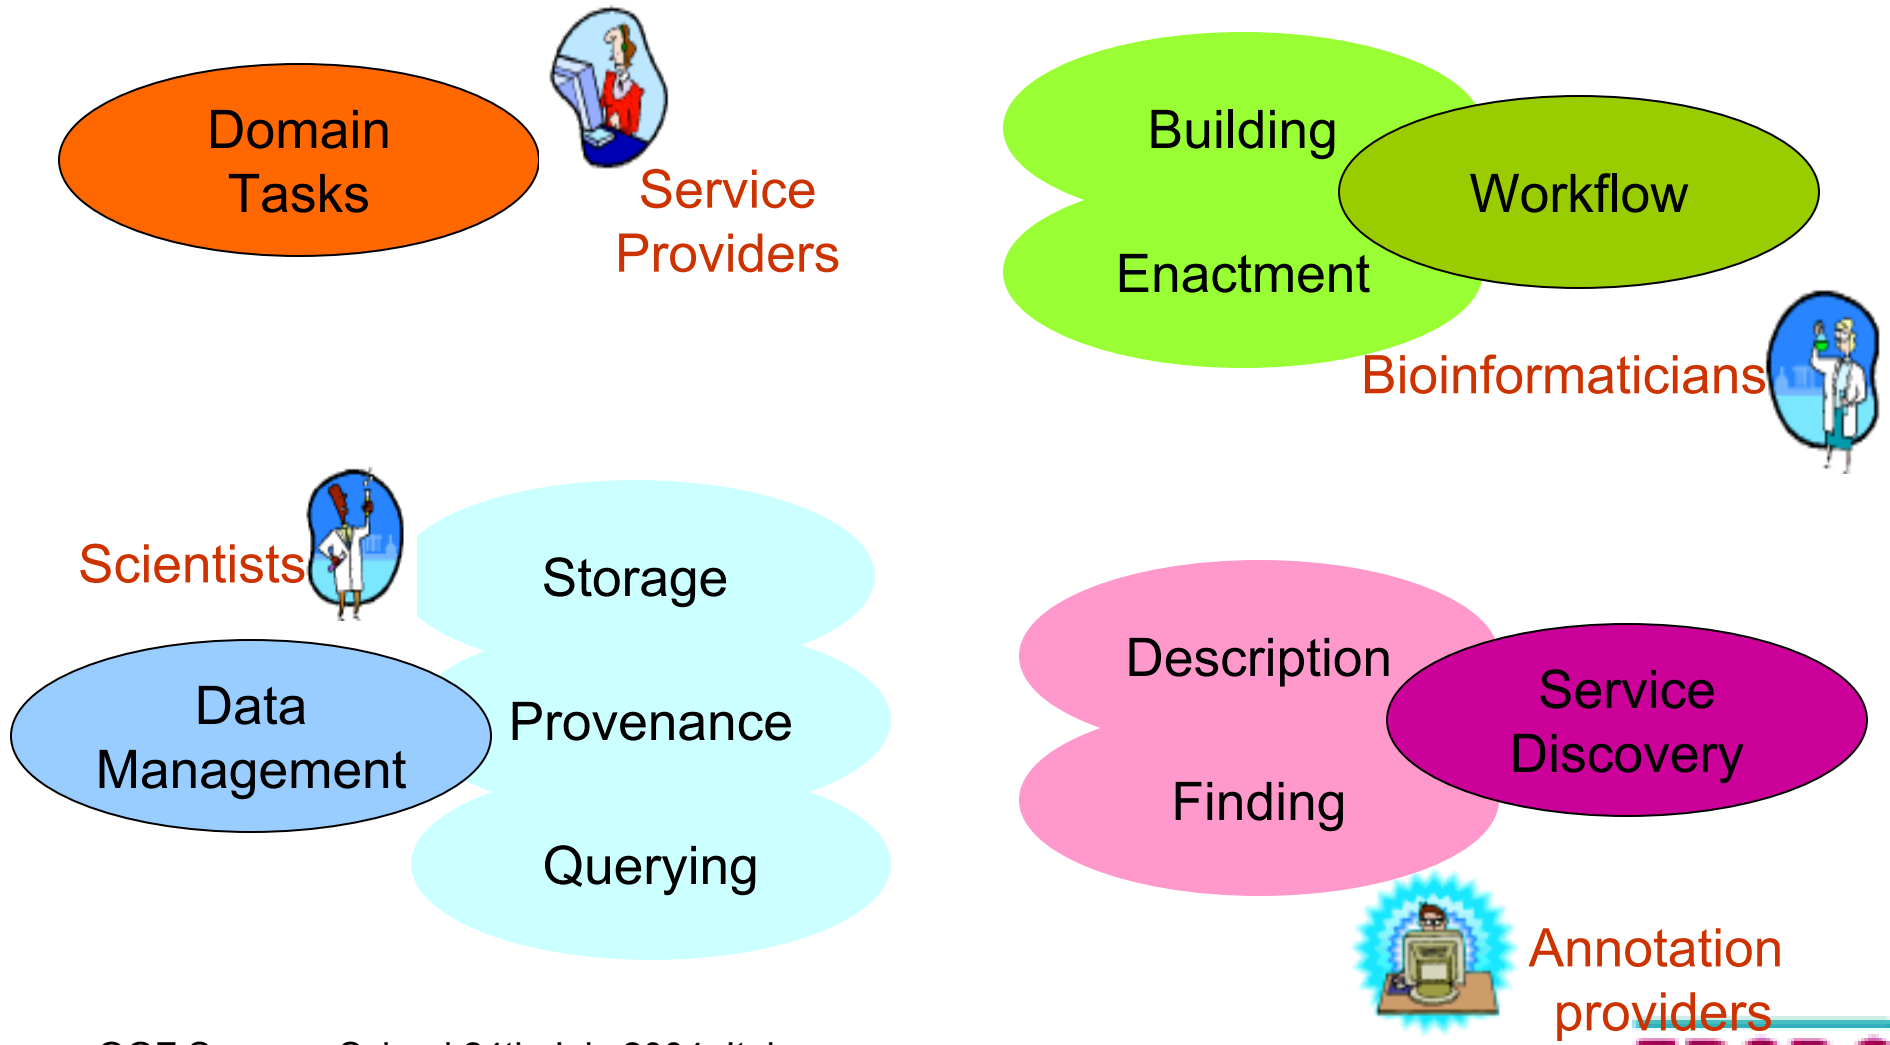 Domain
Tasks
Service
Providers
Building
Enactment
Workflow
Bioinformaticians
Scientists
Storage
Provenance
Querying
Data
Management
Description
Finding
Service
Discovery
Annotation
providers